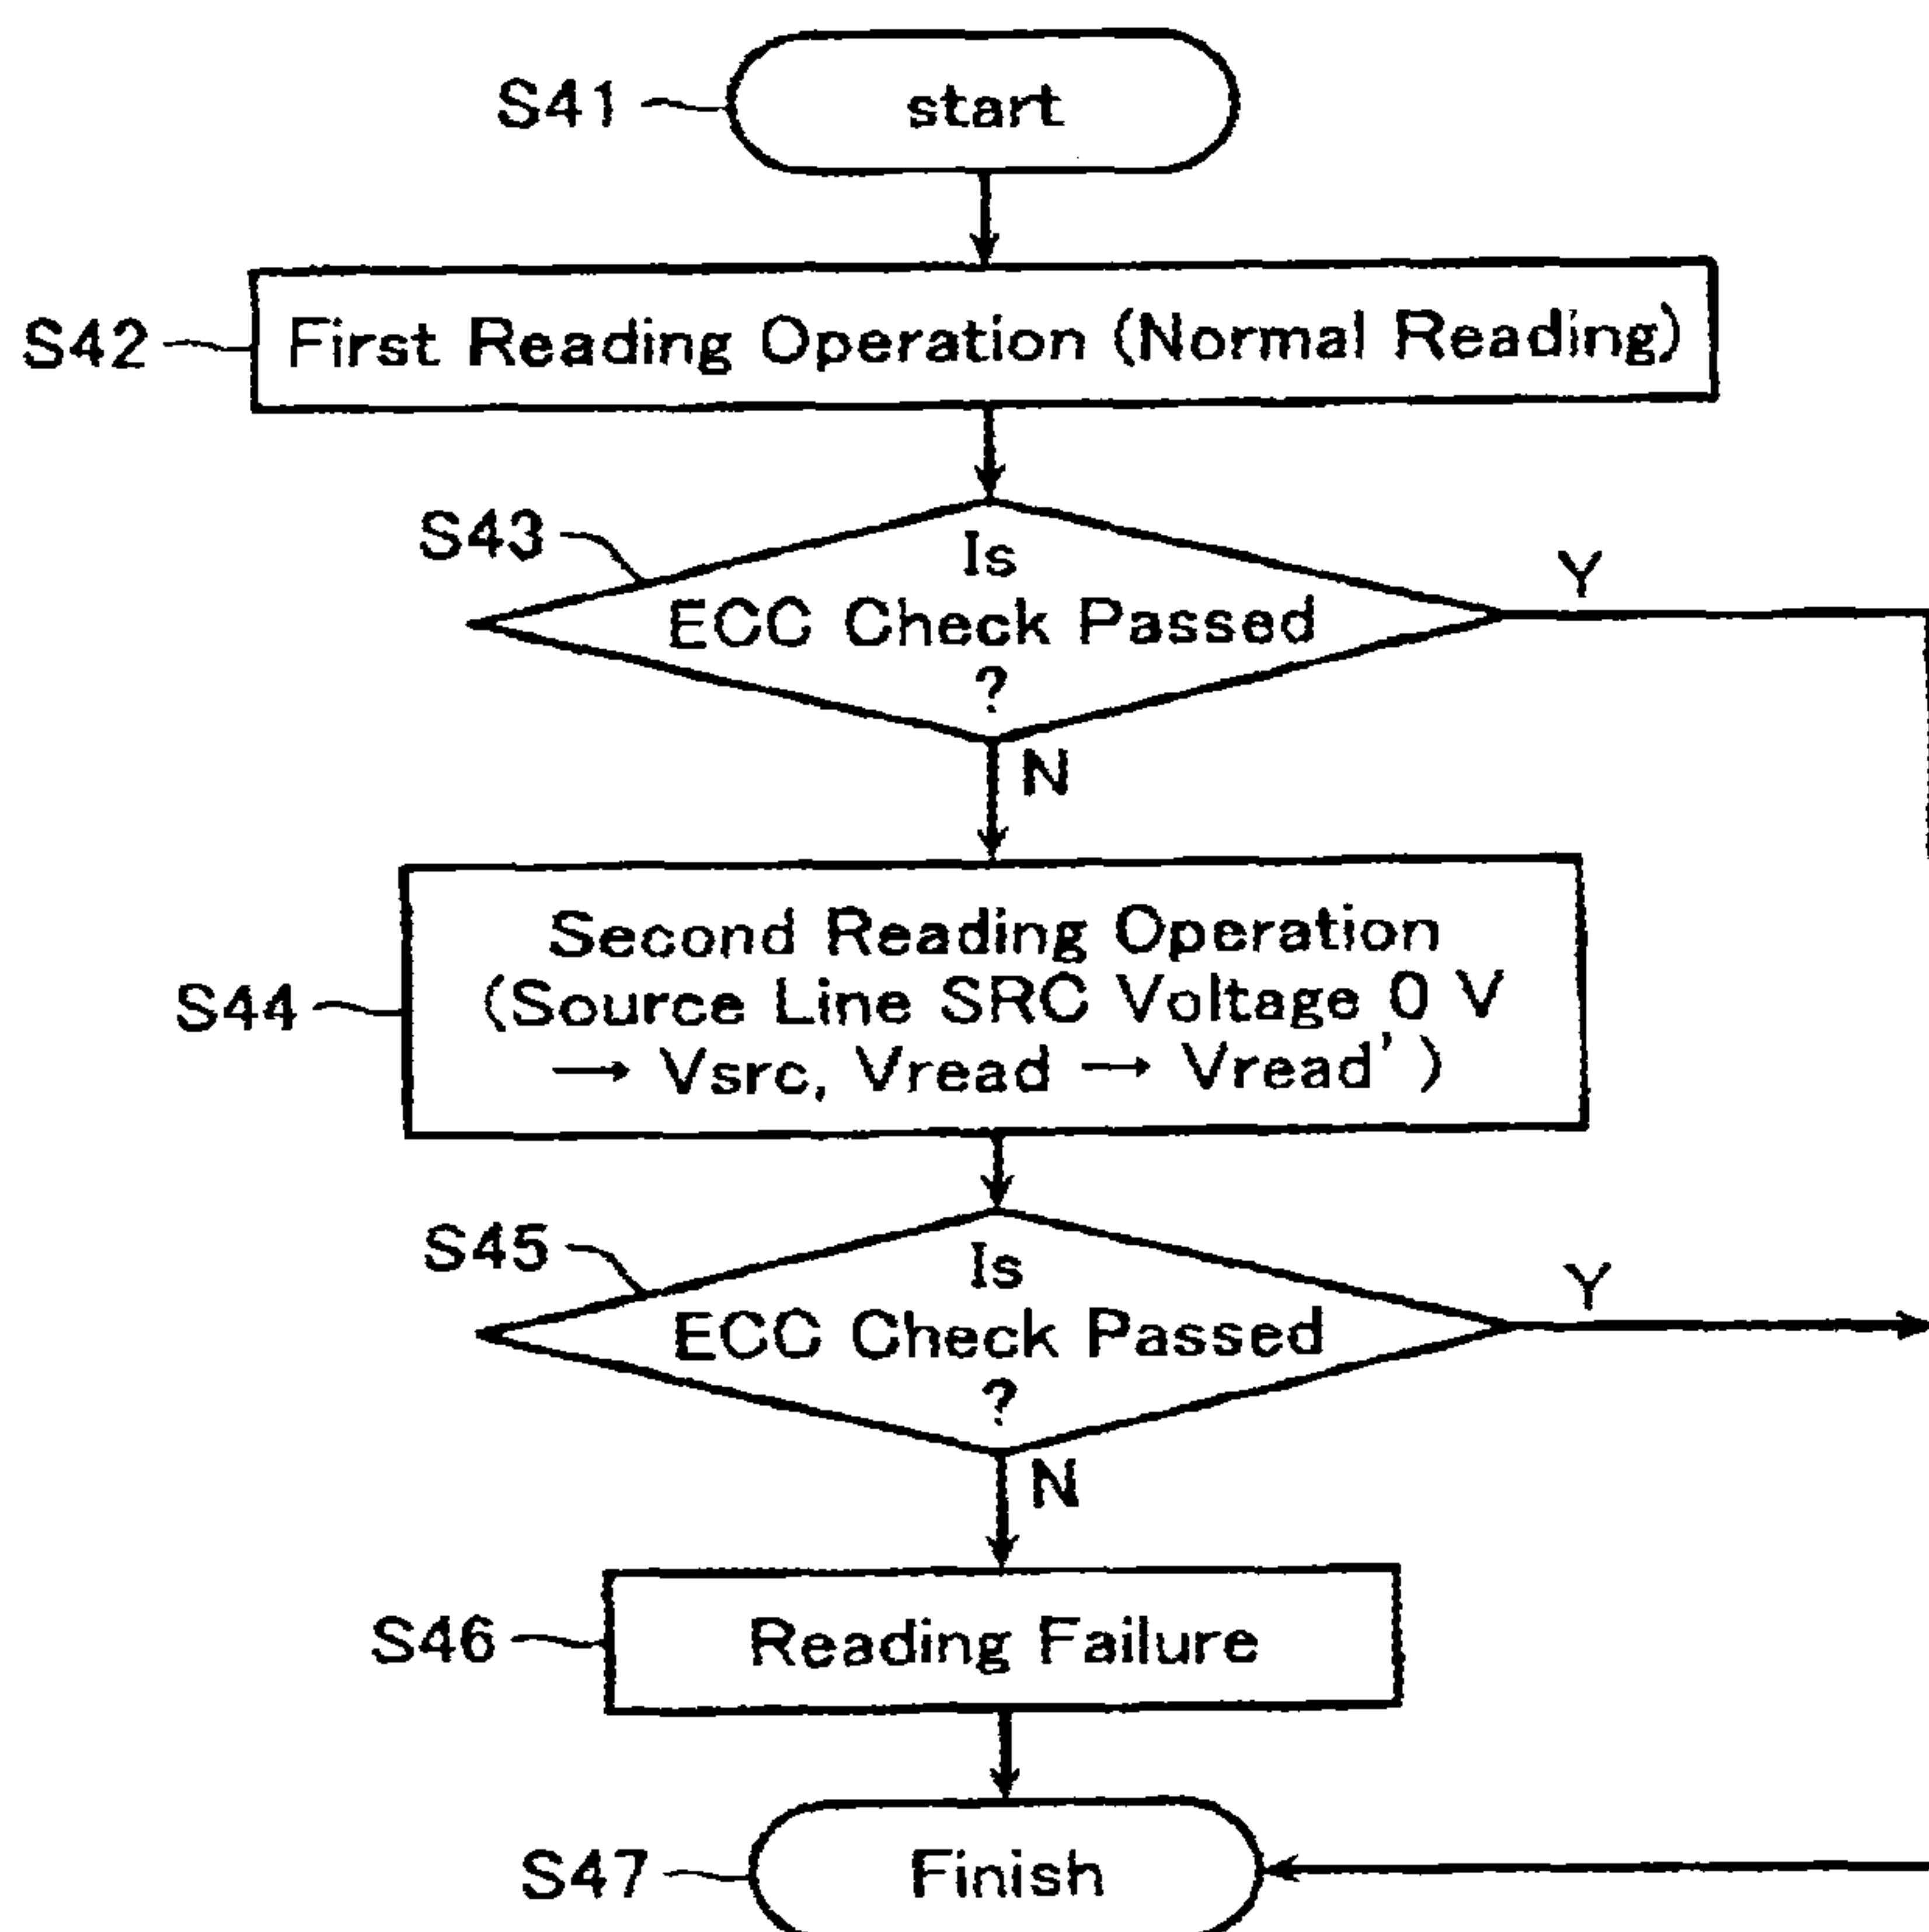 S41
start
S42
First Reading Operation (Normal Reading)
S43
Is
ECC Check Passed
?
Y
N
S44
Second Reading Operation
(Source Line SRC Voltage 0 V
→ Vsrc, Vread → Vread')
S45
Is
ECC Check Passed
?
Y
N
S46
Reading Failure
S47
Finish